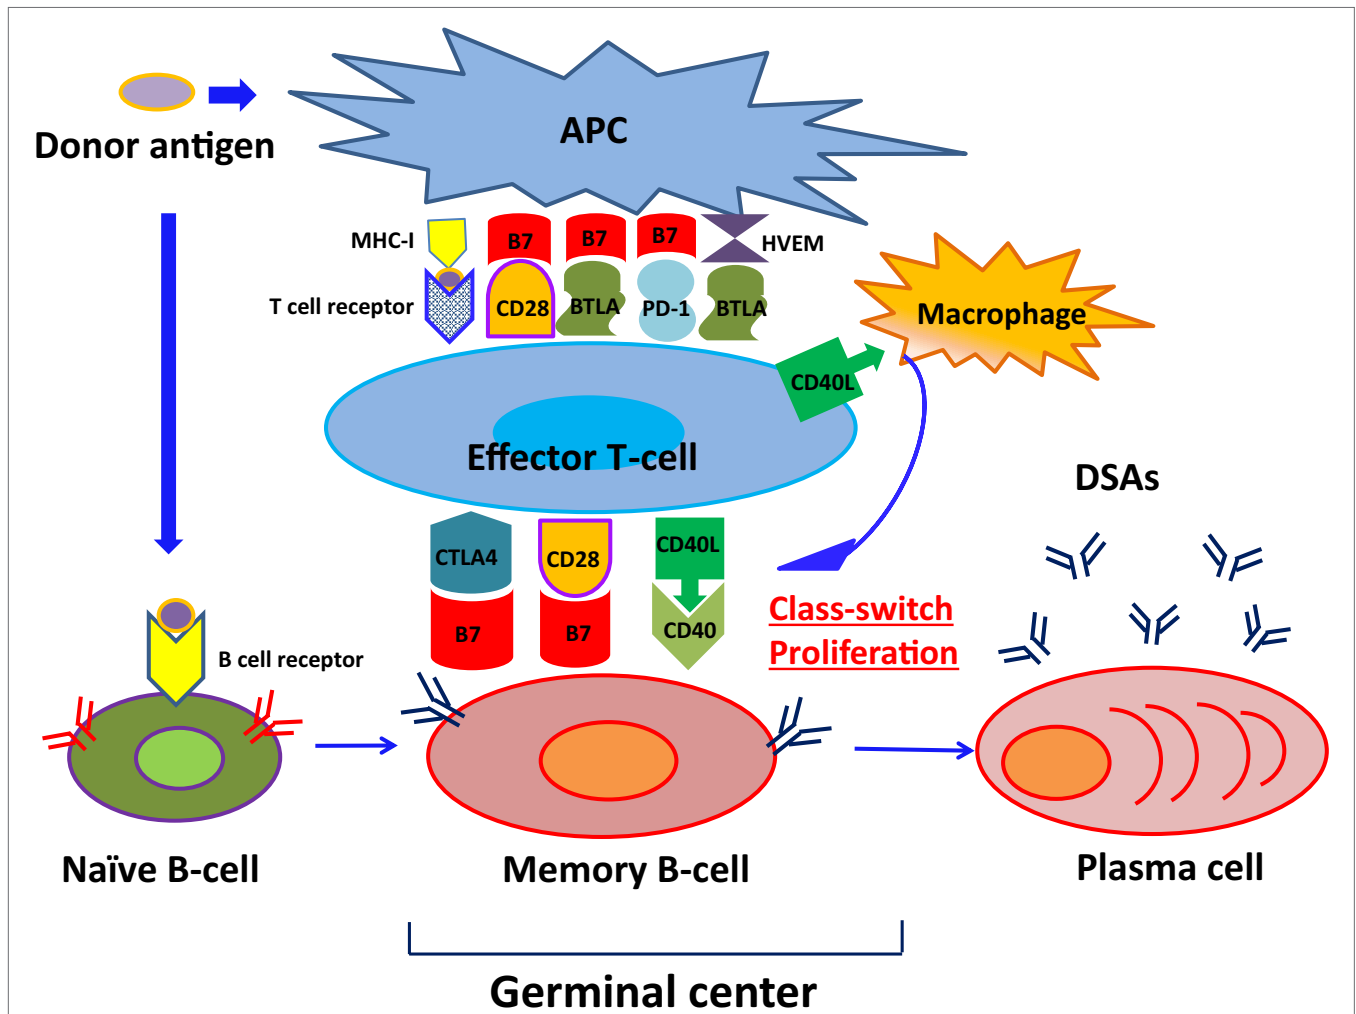 Donor antigen
APC
MHC-I
B7
B7
B7
HVEM
T cell receptor
CD28
BTLA
PD-1
BTLA
Macrophage
CD40L
Effector T-cell
DSAs
CTLA4
CD28
CD40L
B7
B7
CD40
Class-switch
Proliferation
B cell receptor
Naïve B-cell
Memory B-cell
Plasma cell
Germinal center